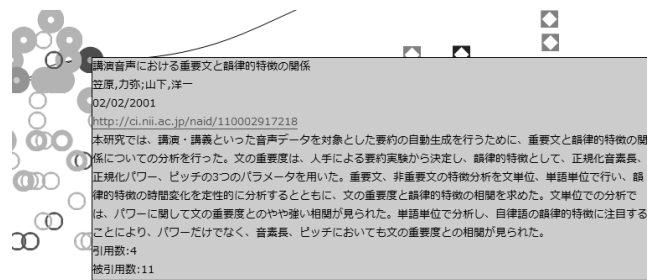 講演音声における重要文と韻律的特徴の関係
笠原,力弥;山下,洋一
02/02/2001
http://ci.nii.ac.jp/naid/110002917218
本研究では、講演・講義といった音声データを対象とした要約の自動生成を行うために、重要文と韻律的特徴の関
係についての分析を行った。文の重要度は、人手による要約実験から決定し、韻律的特徴として、正規化音素長、
正規化パワー、ピッチの3つのパラメータを用いた。重要文、非重要文の特徴分析を文単位、単語単位で行い、韻
律的特徴の時間変化を定性的に分析するとともに、文の重要度と韻律的特徴の相関を求めた。文単位での分析で
は、パワーに関して文の重要度とのやや強い相関が見られた。単語単位で分析し、自律語の韻律的特徴に注目する
ことにより、パワーだけでなく、音素長、ピッチにおいても文の重要度との相関が見られた。
引用数:4
被引用数:11